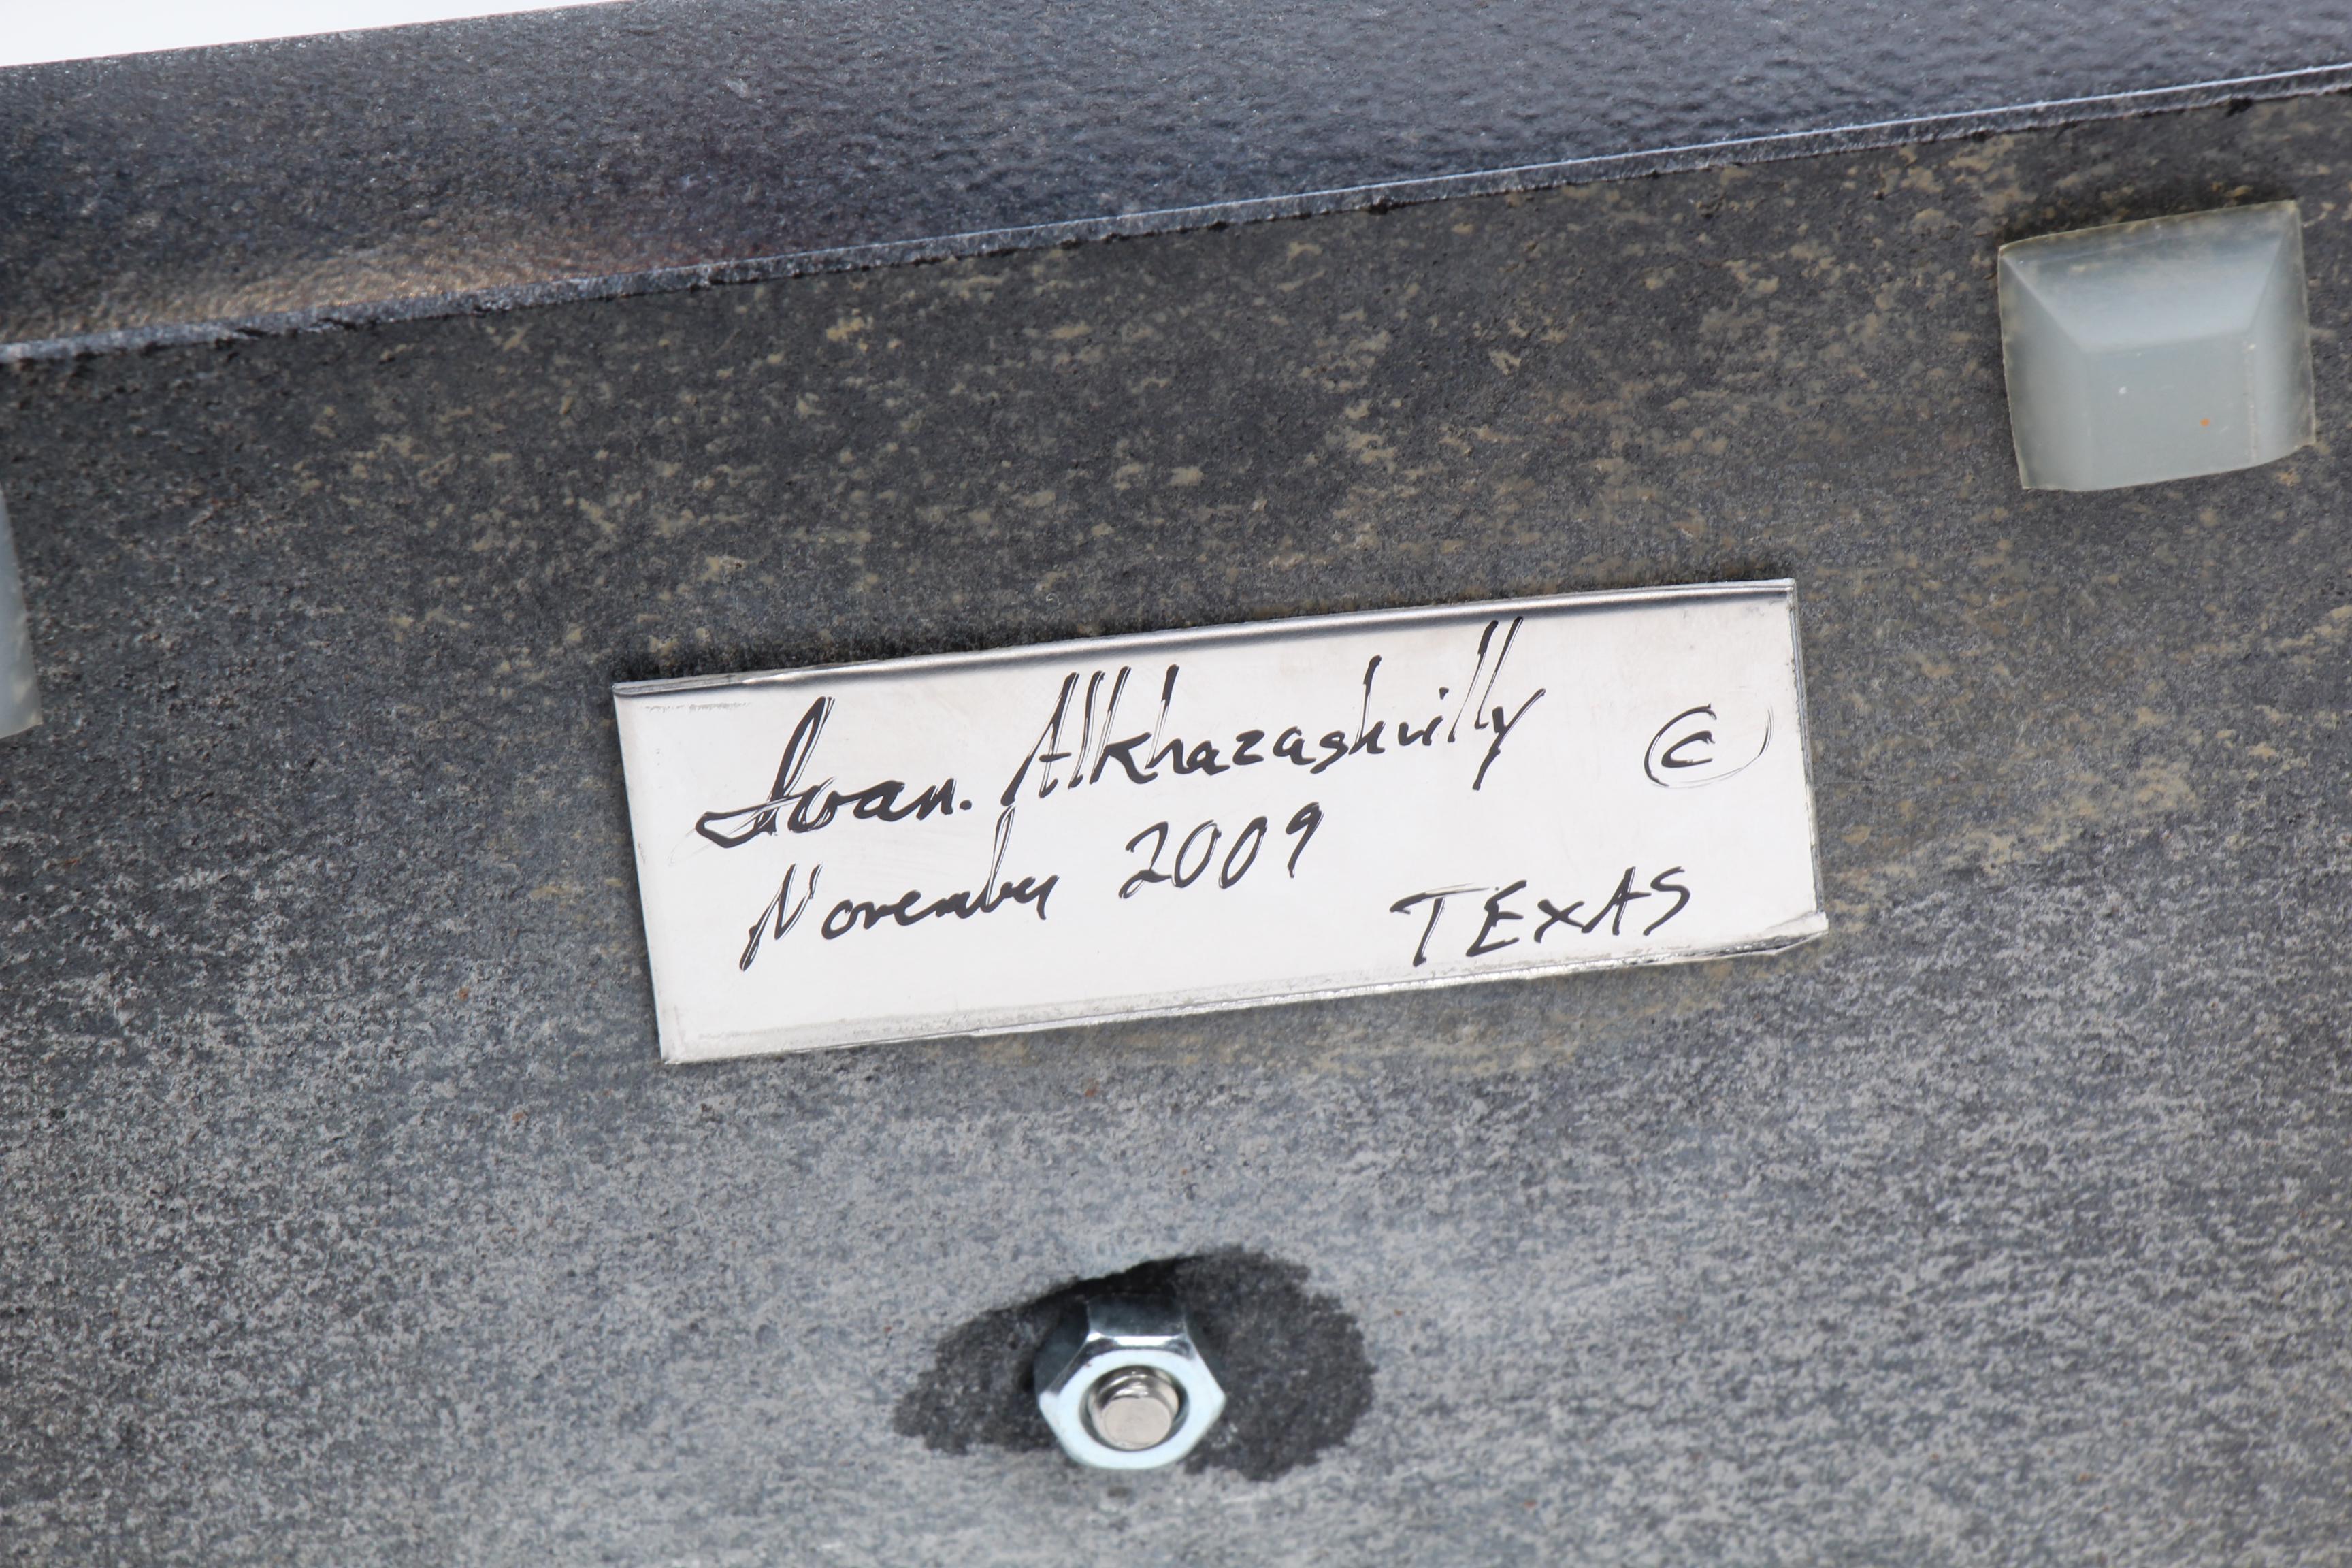 Ivan. Alkhazashvilly ©
November 2009
TEXAS